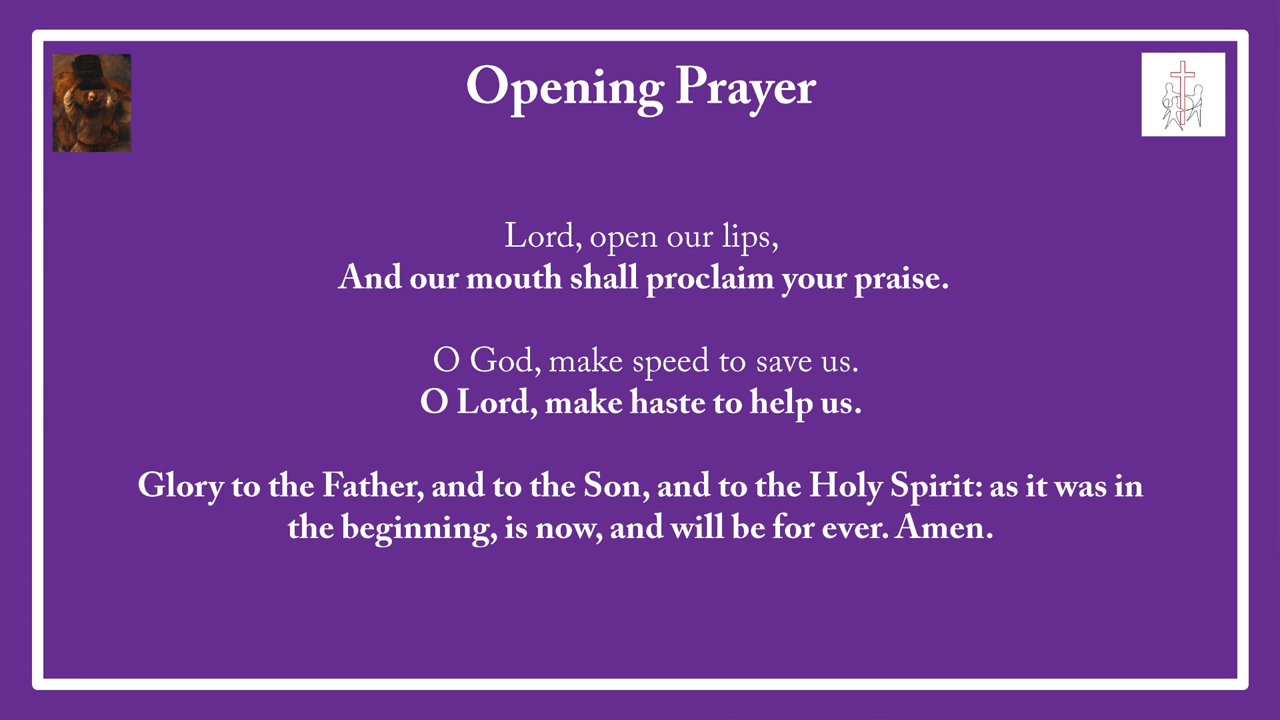 Opening Prayer
Lord, open our lips,
And our mouth shall proclaim your praise.
O God, make speed to save us.
O Lord, make haste to help us.
Glory to the Father, and to the Son, and to the Holy Spirit: as it was in
the beginning, is now, and will be for ever. Amen.